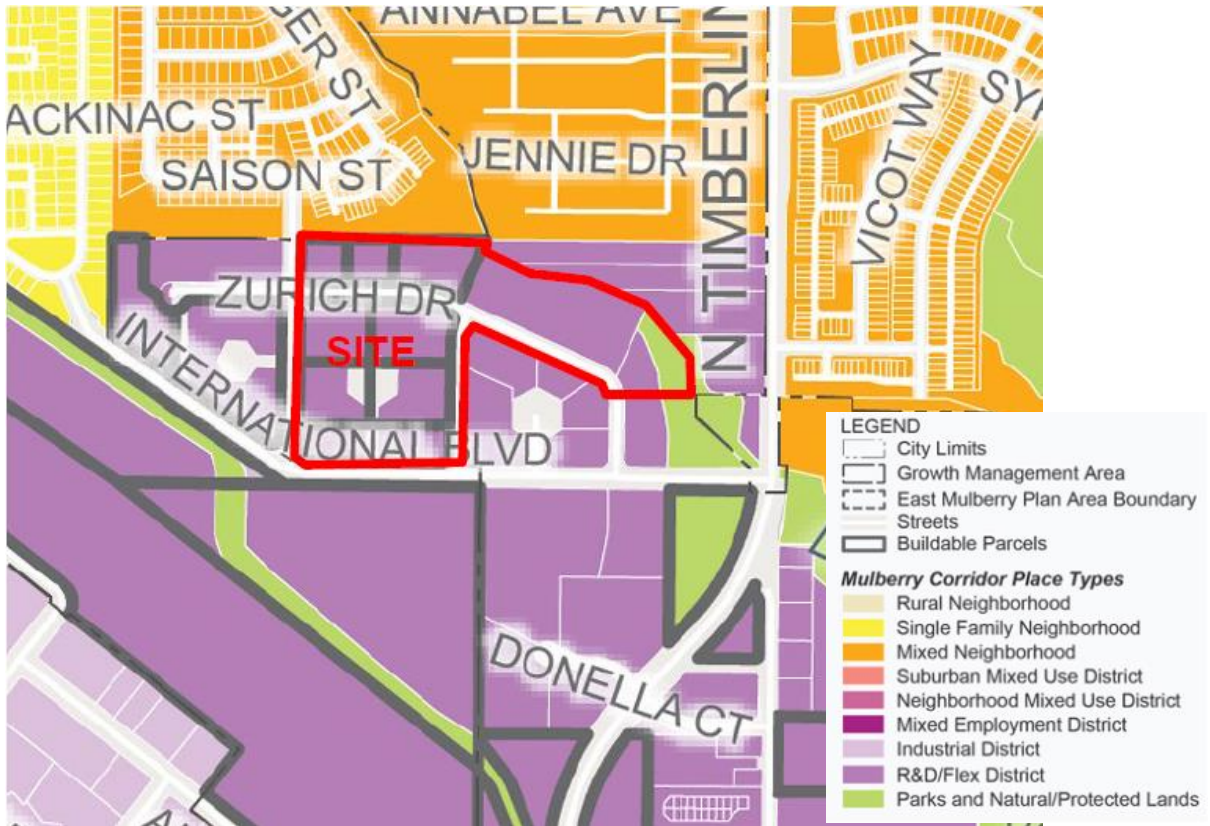 ANNABEL AVE
GER ST
ACKINAC ST
SAISON ST
JENNIE DR
N TIMBERLIN
VICOT WAY
SY
ZURICH DR
SITE
INTERNATIONAL BLVD
DONELLA CT
LEGEND
City Limits
Growth Management Area
East Mulberry Plan Area Boundary
Streets
Buildable Parcels
Mulberry Corridor Place Types
Rural Neighborhood
Single Family Neighborhood
Mixed Neighborhood
Suburban Mixed Use District
Neighborhood Mixed Use District
Mixed Employment District
Industrial District
R&D/Flex District
Parks and Natural/Protected Lands